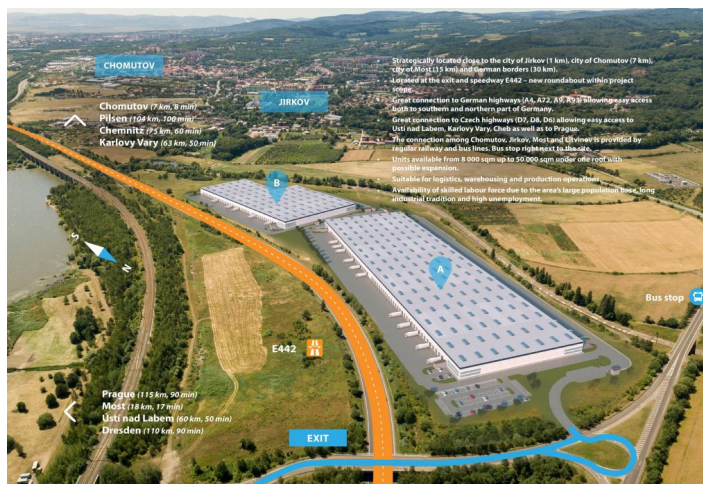 CHOMUTOV
JIRKOV
Strategically located close to the city of Jirkov (1 km), city of Chomutov (7 km),
city of Most (15 km) and German borders (30 km).
Located at the exit and speedway E442 – new roundabout within project
scope.
Great connection to German highways (A4, A72, A9, A93) allowing easy access
both to southern and northern part of Germany.
Great connection to Czech highways (D7, D8, D6) allowing easy access to
Usti nad Labem, Karlovy Vary, Cheb as well as to Prague.
The connection among Chomutov, Jirkov, Most and Litvinov is provided by
regular railway and bus lines. Bus stop right next to the site.
Units available from 8 000 sqm up to 50 000 sqm under one roof with
possible expansion.
Suitable for logistics, warehousing and production operations.
Availability of skilled labour force due to the area's large population base, long
industrial tradition and high unemployment.
Chomutov (7 km, 8 min)
Pilsen (104 km, 100 min)
Chemnitz (75 km, 60 min)
Karlovy Vary (63 km, 50 min)
B
A
S
N
Bus stop
E442
Prague (115 km, 90 min)
Most (18 km, 17 min)
Ústí nad Labem (60 km, 50 min)
Dresden (110 km, 90 min)
EXIT